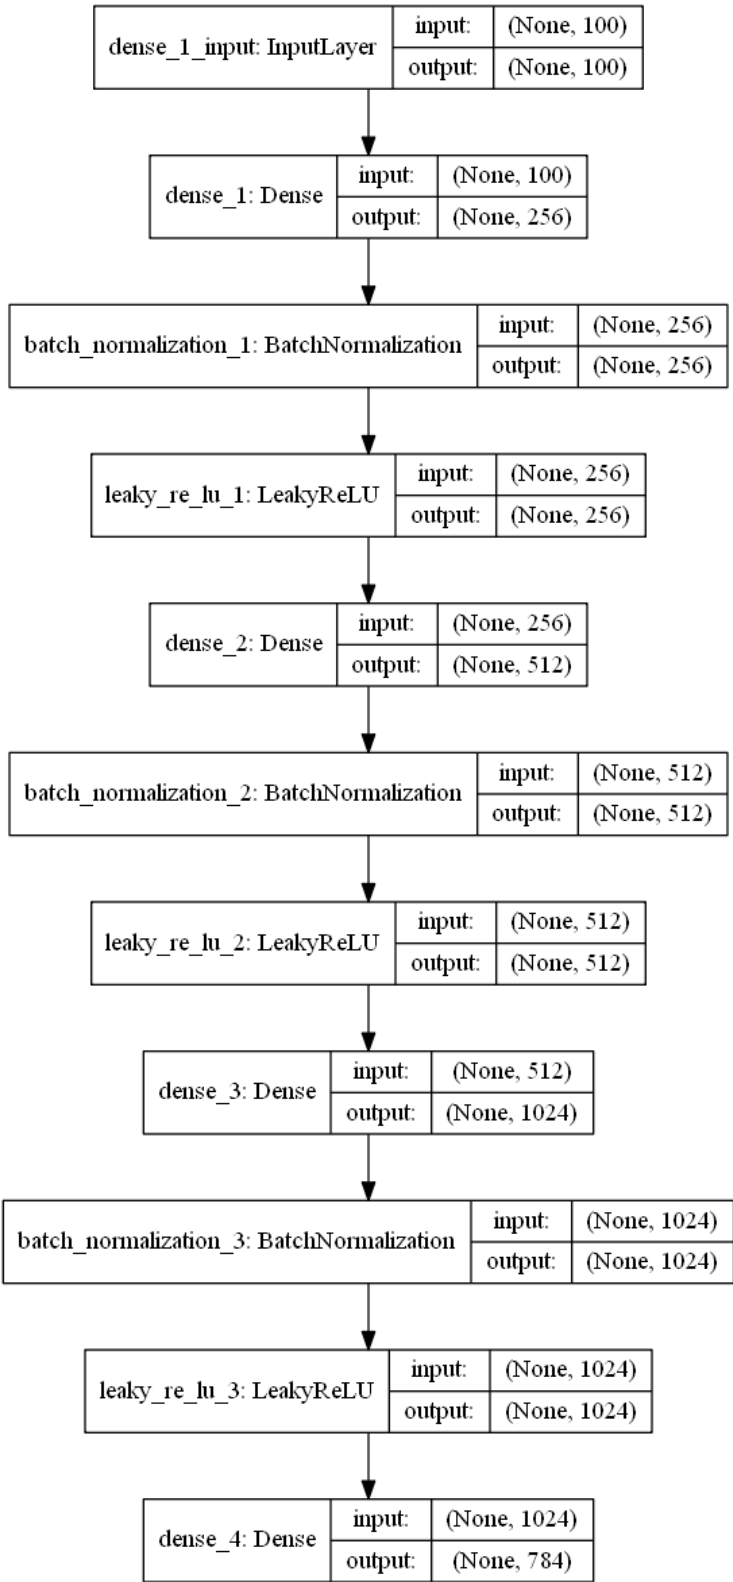 dense_1_input: InputLayer
input: (None, 100)
output: (None, 100)
dense_1: Dense
input: (None, 100)
output: (None, 256)
batch_normalization_1: BatchNormalization
input: (None, 256)
output: (None, 256)
leaky_re_lu_1: LeakyReLU
input: (None, 256)
output: (None, 256)
dense_2: Dense
input: (None, 256)
output: (None, 512)
batch_normalization_2: BatchNormalization
input: (None, 512)
output: (None, 512)
leaky_re_lu_2: LeakyReLU
input: (None, 512)
output: (None, 512)
dense_3: Dense
input: (None, 512)
output: (None, 1024)
batch_normalization_3: BatchNormalization
input: (None, 1024)
output: (None, 1024)
leaky_re_lu_3: LeakyReLU
input: (None, 1024)
output: (None, 1024)
dense_4: Dense
input: (None, 1024)
output: (None, 784)